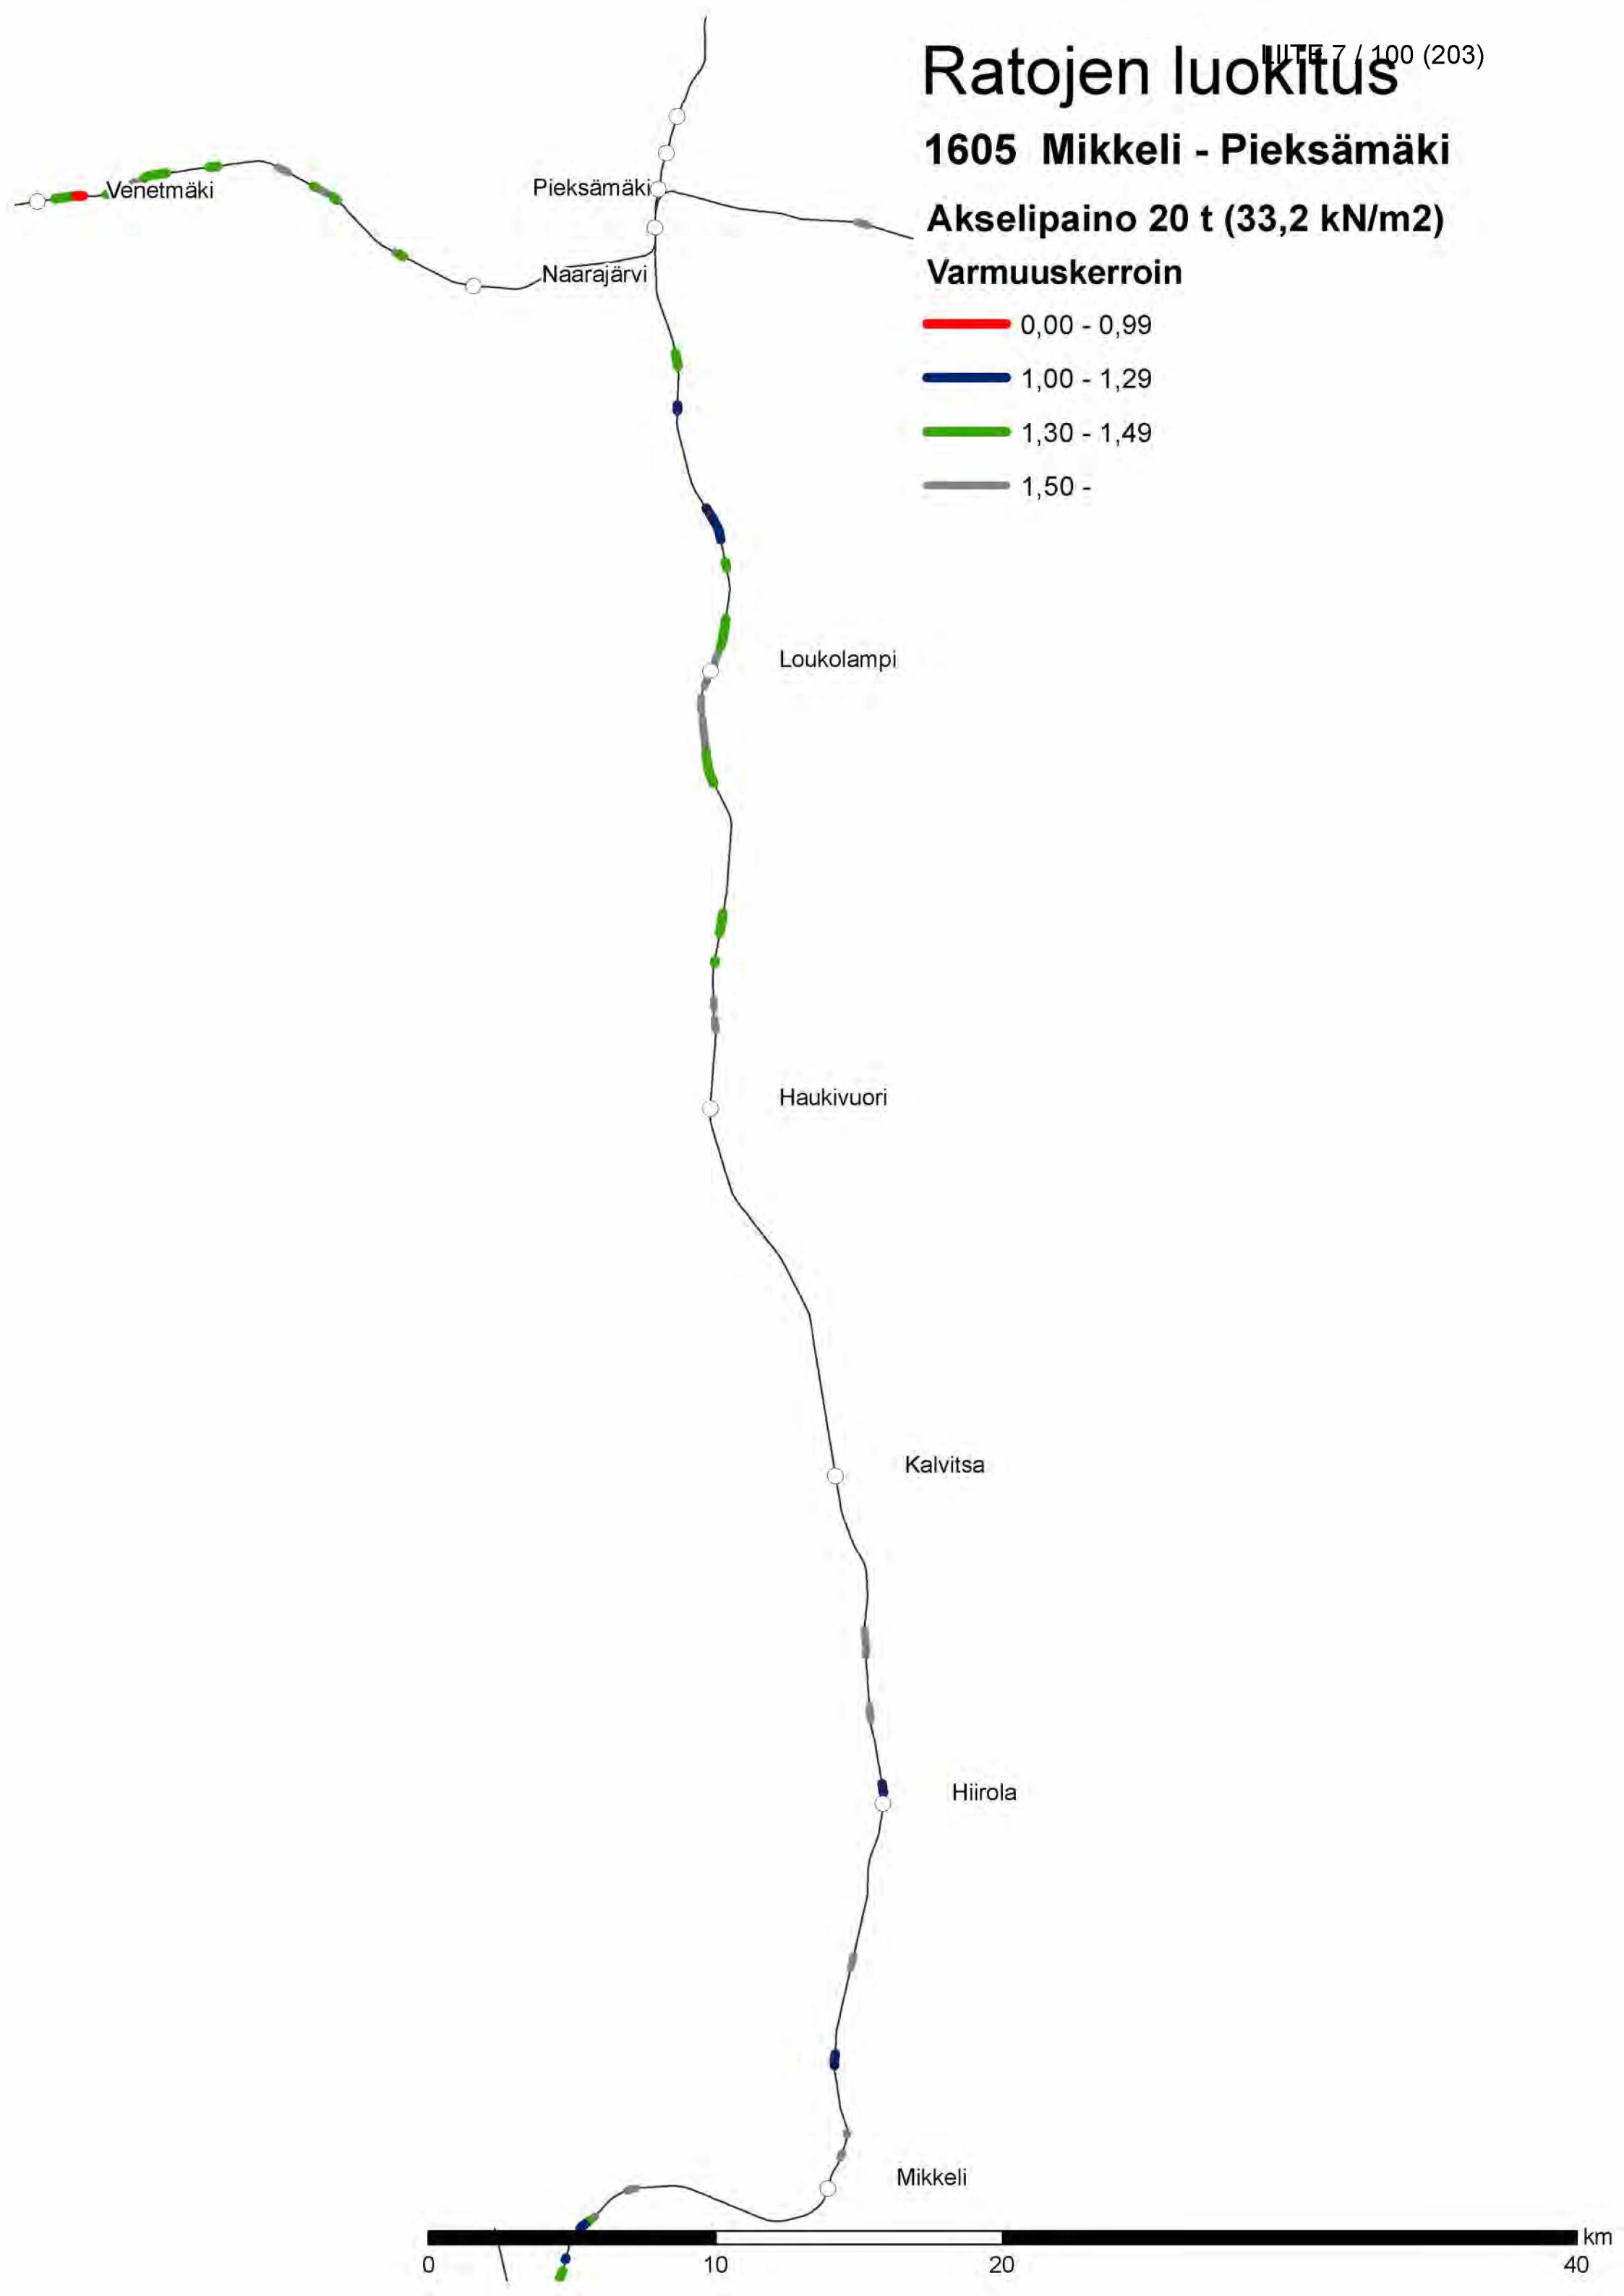 LIITE 7 / 100 (203)
Ratojen luokitus
1605 Mikkeli - Pieksämäki
Akselipaino 20 t (33,2 kN/m2)
Varmuuskerroin
0,00 - 0,99
1,00 - 1,29
1,30 - 1,49
1,50 -
Venetmäki
Pieksämäki
Naarajärvi
Loukolampi
Haukivuori
Kalvitsa
Hiirola
Mikkeli
km
0 10 20 40